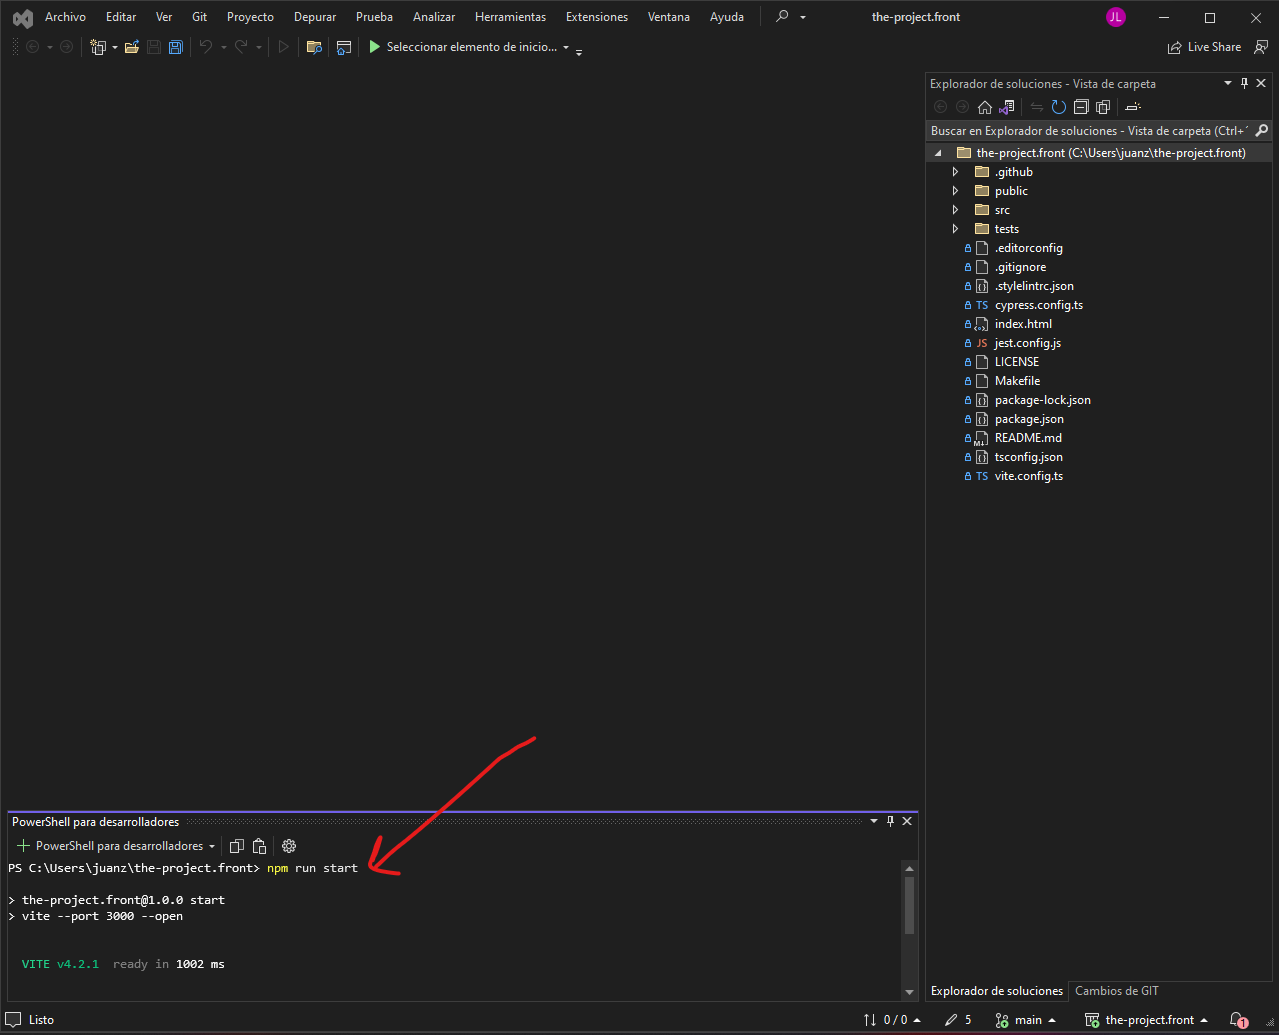 Archivo Editar Ver Git Proyecto Depurar Prueba Analizar Herramientas Extensiones Ventana Ayuda the-project.front JL
Seleccionar elemento de inicio... Live Share
Explorador de soluciones - Vista de carpeta
Buscar en Explorador de soluciones - Vista de carpeta (Ctrl+
the-project.front (C:\Users\juanz\the-project.front)
.github
public
src
tests
.editorconfig
.gitignore
.stylelintrc.json
TS cypress.config.ts
index.html
JS jest.config.js
LICENSE
Makefile
package-lock.json
package.json
README.md
tsconfig.json
TS vite.config.ts
PowerShell para desarrolladores
PowerShell para desarrolladores
PS C:\Users\juanz\the-project.front> npm run start
> the-project.front@1.0.0 start
> vite --port 3000 --open
VITE v4.2.1 ready in 1002 ms
Explorador de soluciones Cambios de GIT
Listo 0 / 0 5 main the-project.front 1